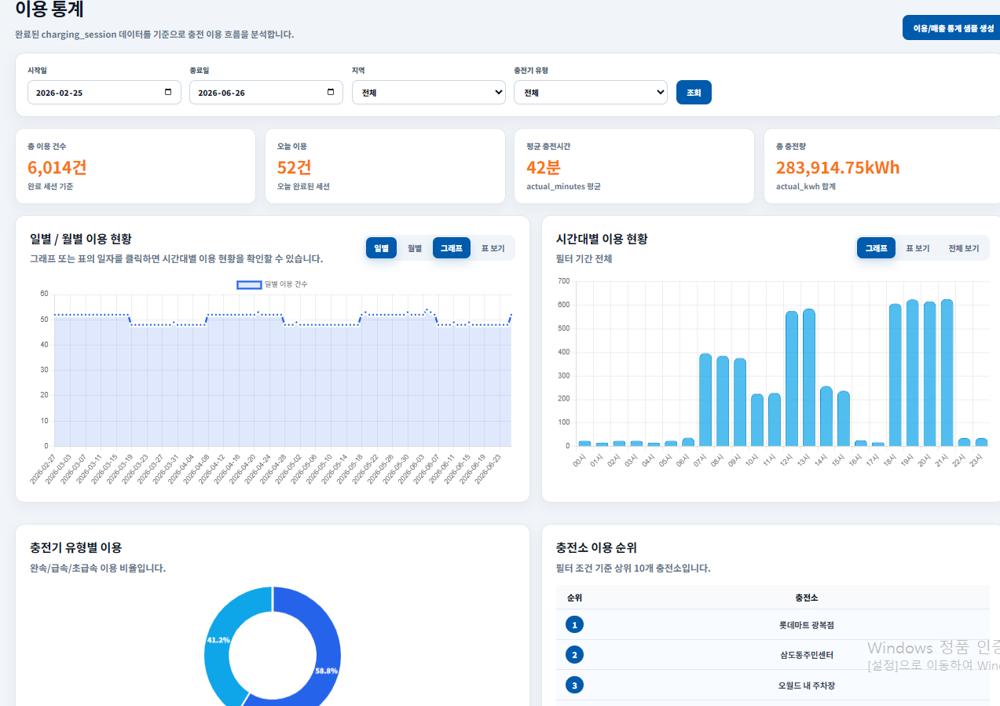 이용 통계
완료된 charging_session 데이터를 기준으로 충전 이용 흐름을 분석합니다.
이용/매출 통계 샘플 생성
시작일
종료일
지역
충전기 유형
2026-02-25
2026-06-26
전체
전체
조회
총 이용 건수
6,014건
완료 세션 기준
오늘 이용
52건
오늘 완료된 세션
평균 충전시간
42분
actual_minutes 평균
총 충전량
283,914.75kWh
actual_kwh 합계
일별 / 월별 이용 현황
그래프 또는 표의 일자를 클릭하면 시간대별 이용 현황을 확인할 수 있습니다.
일별
월별
그래프
표 보기
일별 이용 건수
60
50
40
30
20
10
0
2026-02-27
2026-03-03
2026-03-07
2026-03-11
2026-03-15
2026-03-19
2026-03-23
2026-03-27
2026-03-31
2026-04-04
2026-04-08
2026-04-12
2026-04-16
2026-04-20
2026-04-24
2026-04-28
2026-05-02
2026-05-06
2026-05-10
2026-05-14
2026-05-18
2026-05-22
2026-05-26
2026-05-30
2026-06-03
2026-06-07
2026-06-11
2026-06-15
2026-06-19
2026-06-23
시간대별 이용 현황
필터 기간 전체
그래프
표 보기
전체 보기
700
600
500
400
300
200
100
0
00시
01시
02시
03시
04시
05시
06시
07시
08시
09시
10시
11시
12시
13시
14시
15시
16시
17시
18시
19시
20시
21시
22시
23시
충전기 유형별 이용
완속/급속/초급속 이용 비율입니다.
41.2%
58.8%
충전소 이용 순위
필터 조건 기준 상위 10개 충전소입니다.
순위
충전소
1
롯데마트 광복점
2
삼도동주민센터
3
오월드 내 주차장
Windows 정품 인증
[설정]으로 이동하여 Win